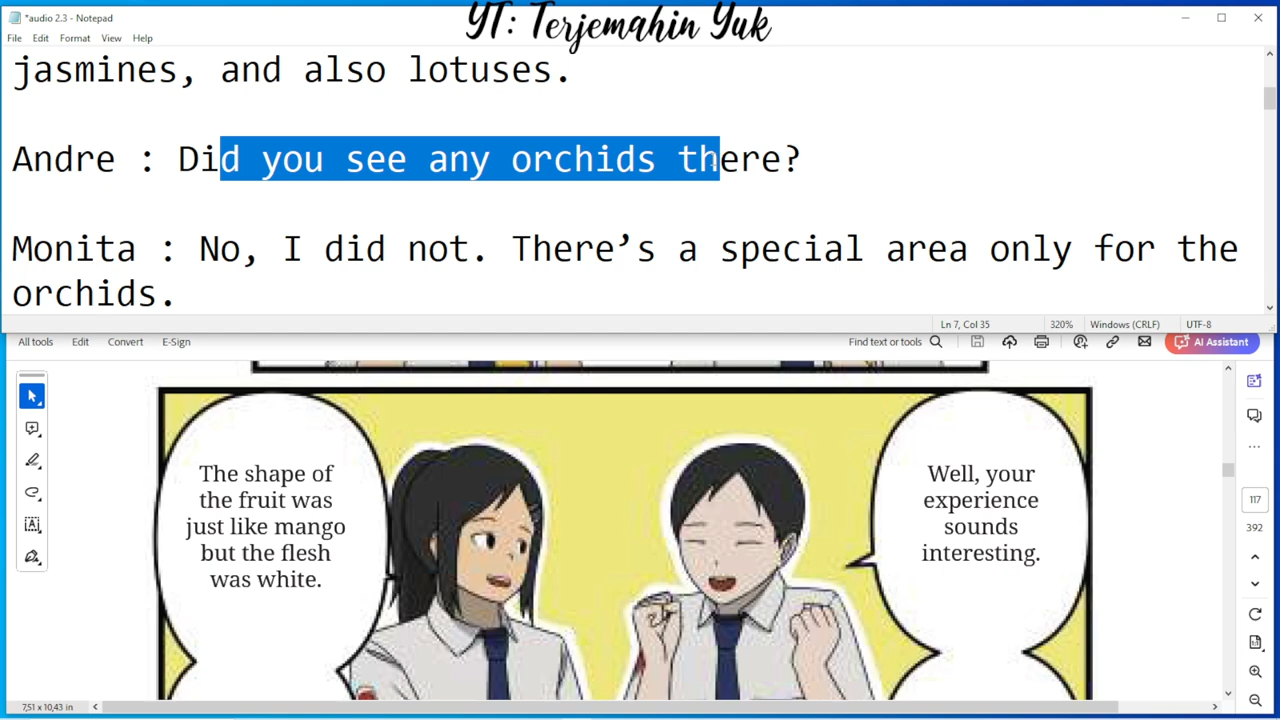 *audio 2.3 - Notepad
YT: Terjemahin Yuk
File Edit Format View Help
jasmines, and also lotuses.
Andre : Did you see any orchids there?
Monita : No, I did not. There’s a special area only for the
orchids.
Ln 7, Col 35 320% Windows (CRLF) UTF-8
All tools Edit Convert E-Sign Find text or tools AI Assistant
The shape of
the fruit was
just like mango
but the flesh
was white.
Well, your
experience
sounds
interesting.
117
392
7,51 x 10,43 in